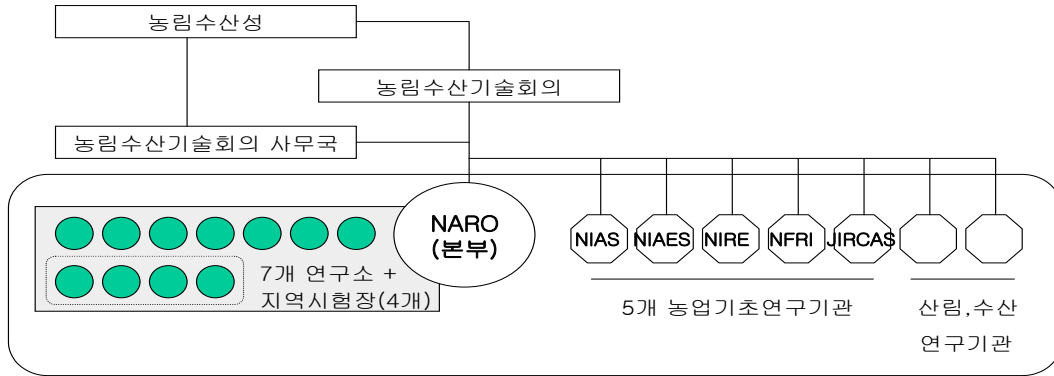 농림수산성
농림수산기술회의
농림수산기술회의 사무국
NARO
(본부)
NIAS
NIAES
NIRE
NFRI
JIRCAS
7개 연구소 +
지역시험장(4개)
5개 농업기초연구기관
산림,수산
연구기관